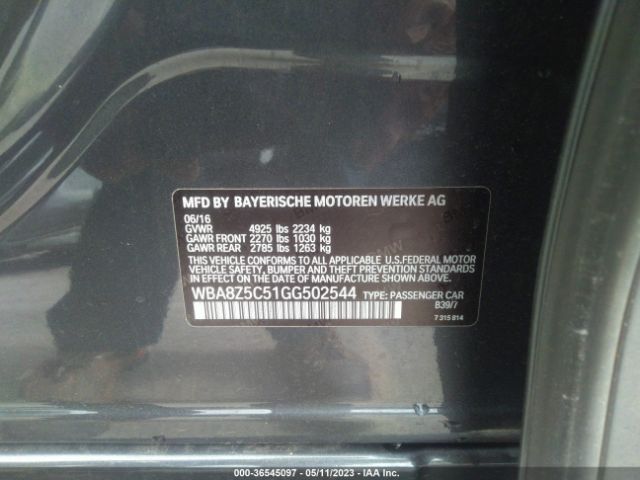 MFD BY BAYERISCHE MOTOREN WERKE AG
06/16
GVWR 4925 lbs 2234 kg
GAWR FRONT 2270 lbs 1030 kg
GAWR REAR 2785 lbs 1263 kg
THIS VEHICLE CONFORMS TO ALL APPLICABLE U.S.FEDERAL MOTOR
VEHICLE SAFETY, BUMPER AND THEFT PREVENTION STANDARDS
IN EFFECT ON THE DATE OF MANUFACTURE SHOWN ABOVE.
WBA8Z5C51GG502544 TYPE: PASSENGER CAR
B39/7
7 315 814
000-36545097 - 05/11/2023 - IAA Inc.